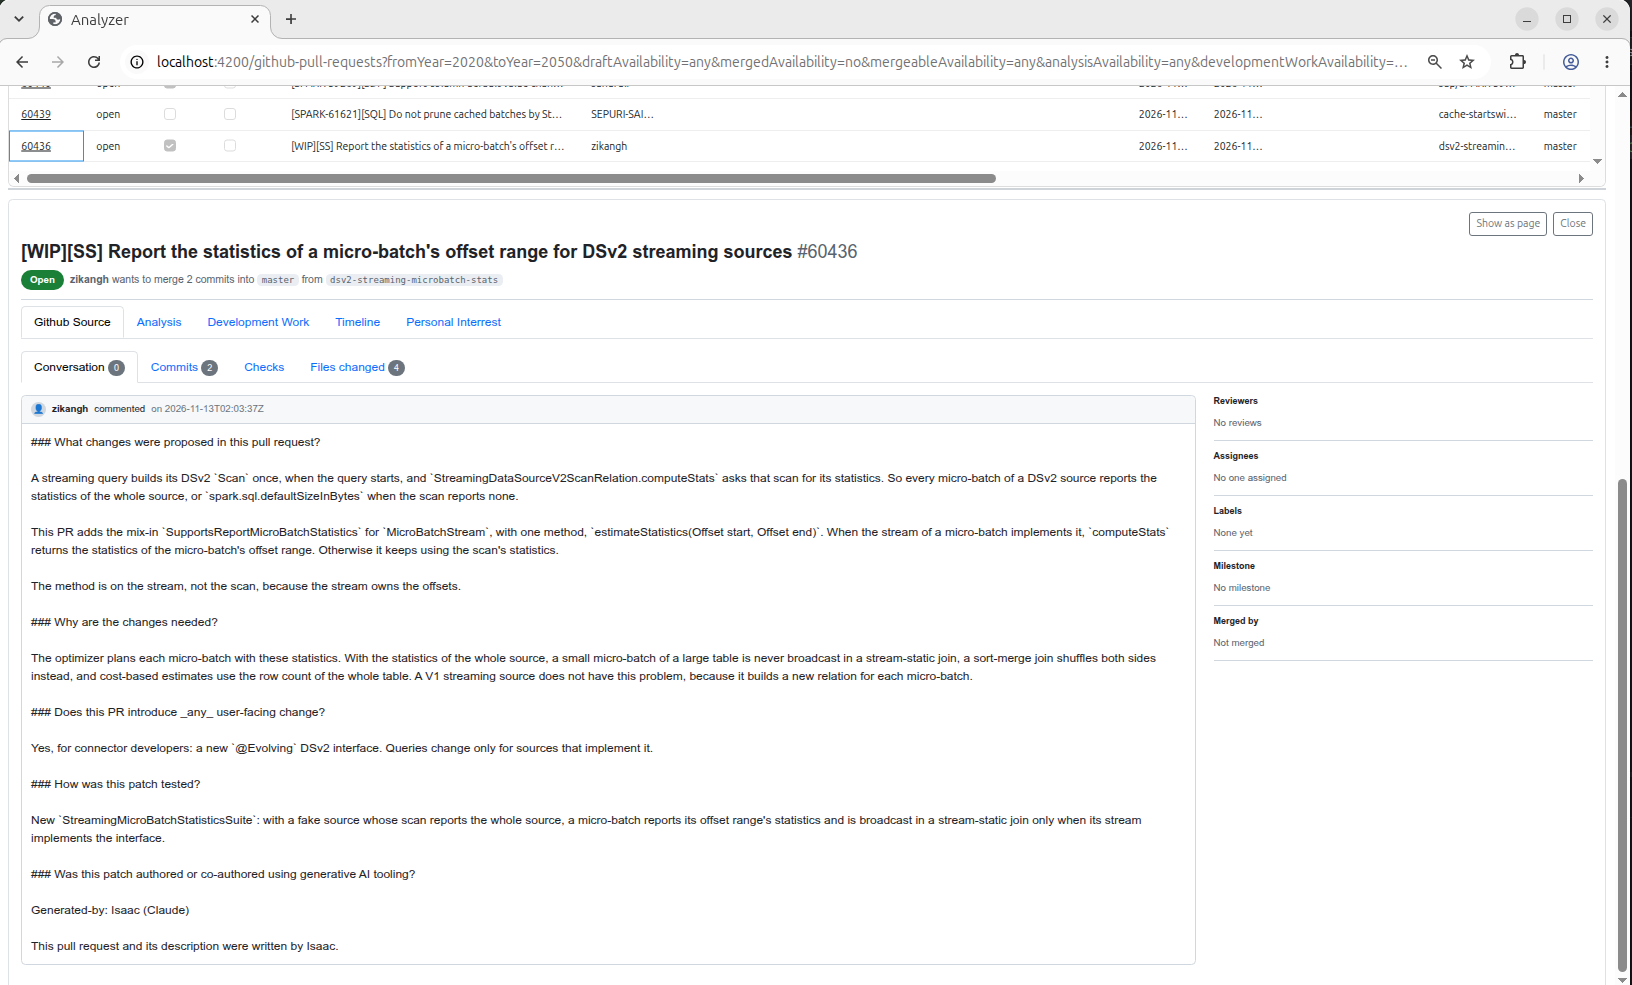 Analyzer
localhost:4200/github-pull-requests?fromYear=2020&toYear=2050&draftAvailability=any&mergedAvailability=no&mergeableAvailability=any&analysisAvailability=any&developmentWorkAvailability=...
60439 open [SPARK-61621][SQL] Do not prune cached batches by St... SEPURI-SAI... 2026-11... 2026-11... cache-startswi... master
60436 open [WIP][SS] Report the statistics of a micro-batch's offset r... zikangh 2026-11... 2026-11... dsv2-streamin... master
Show as page Close
[WIP][SS] Report the statistics of a micro-batch's offset range for DSv2 streaming sources #60436
Open zikangh wants to merge 2 commits into master from dsv2-streaming-microbatch-stats
Github Source Analysis Development Work Timeline Personal Interest
Conversation 0 Commits 2 Checks Files changed 4
zikangh commented on 2026-11-13T02:03:37Z
### What changes were proposed in this pull request?
A streaming query builds its DSv2 `Scan` once, when the query starts, and `StreamingDataSourceV2ScanRelation.computeStats` asks that scan for its statistics. So every micro-batch of a DSv2 source reports the
statistics of the whole source, or `spark.sql.defaultSizeInBytes` when the scan reports none.
This PR adds the mix-in `SupportsReportMicroBatchStatistics` for `MicroBatchStream`, with one method, `estimateStatistics(Offset start, Offset end)`. When the stream of a micro-batch implements it, `computeStats`
returns the statistics of the micro-batch's offset range. Otherwise it keeps using the scan's statistics.
The method is on the stream, not the scan, because the stream owns the offsets.
### Why are the changes needed?
The optimizer plans each micro-batch with these statistics. With the statistics of the whole source, a small micro-batch of a large table is never broadcast in a stream-static join, a sort-merge join shuffles both sides
instead, and cost-based estimates use the row count of the whole table. A V1 streaming source does not have this problem, because it builds a new relation for each micro-batch.
### Does this PR introduce _any_ user-facing change?
Yes, for connector developers: a new `@Evolving` DSv2 interface. Queries change only for sources that implement it.
### How was this patch tested?
New `StreamingMicroBatchStatisticsSuite`: with a fake source whose scan reports the whole source, a micro-batch reports its offset range's statistics and is broadcast in a stream-static join only when its stream
implements the interface.
### Was this patch authored or co-authored using generative AI tooling?
Generated-by: Isaac (Claude)
This pull request and its description were written by Isaac.
Reviewers
No reviews
Assignees
No one assigned
Labels
None yet
Milestone
No milestone
Merged by
Not merged